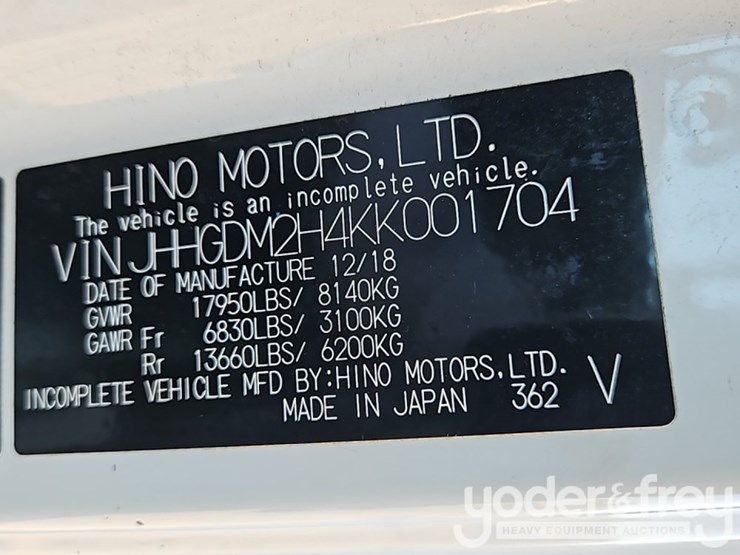 HINO MOTORS, LTD.
The vehicle is an incomplete vehicle.
VIN JHHGDM2H4KK001704
DATE OF MANUFACTURE 12/18
GVWR 17950LBS/ 8140KG
GAWR Fr 6830LBS/ 3100KG
Rr 13660LBS/ 6200KG
INCOMPLETE VEHICLE MFD BY:HINO MOTORS,LTD. V
MADE IN JAPAN 362
yoder & frey
HEAVY EQUIPMENT AUCTIONS